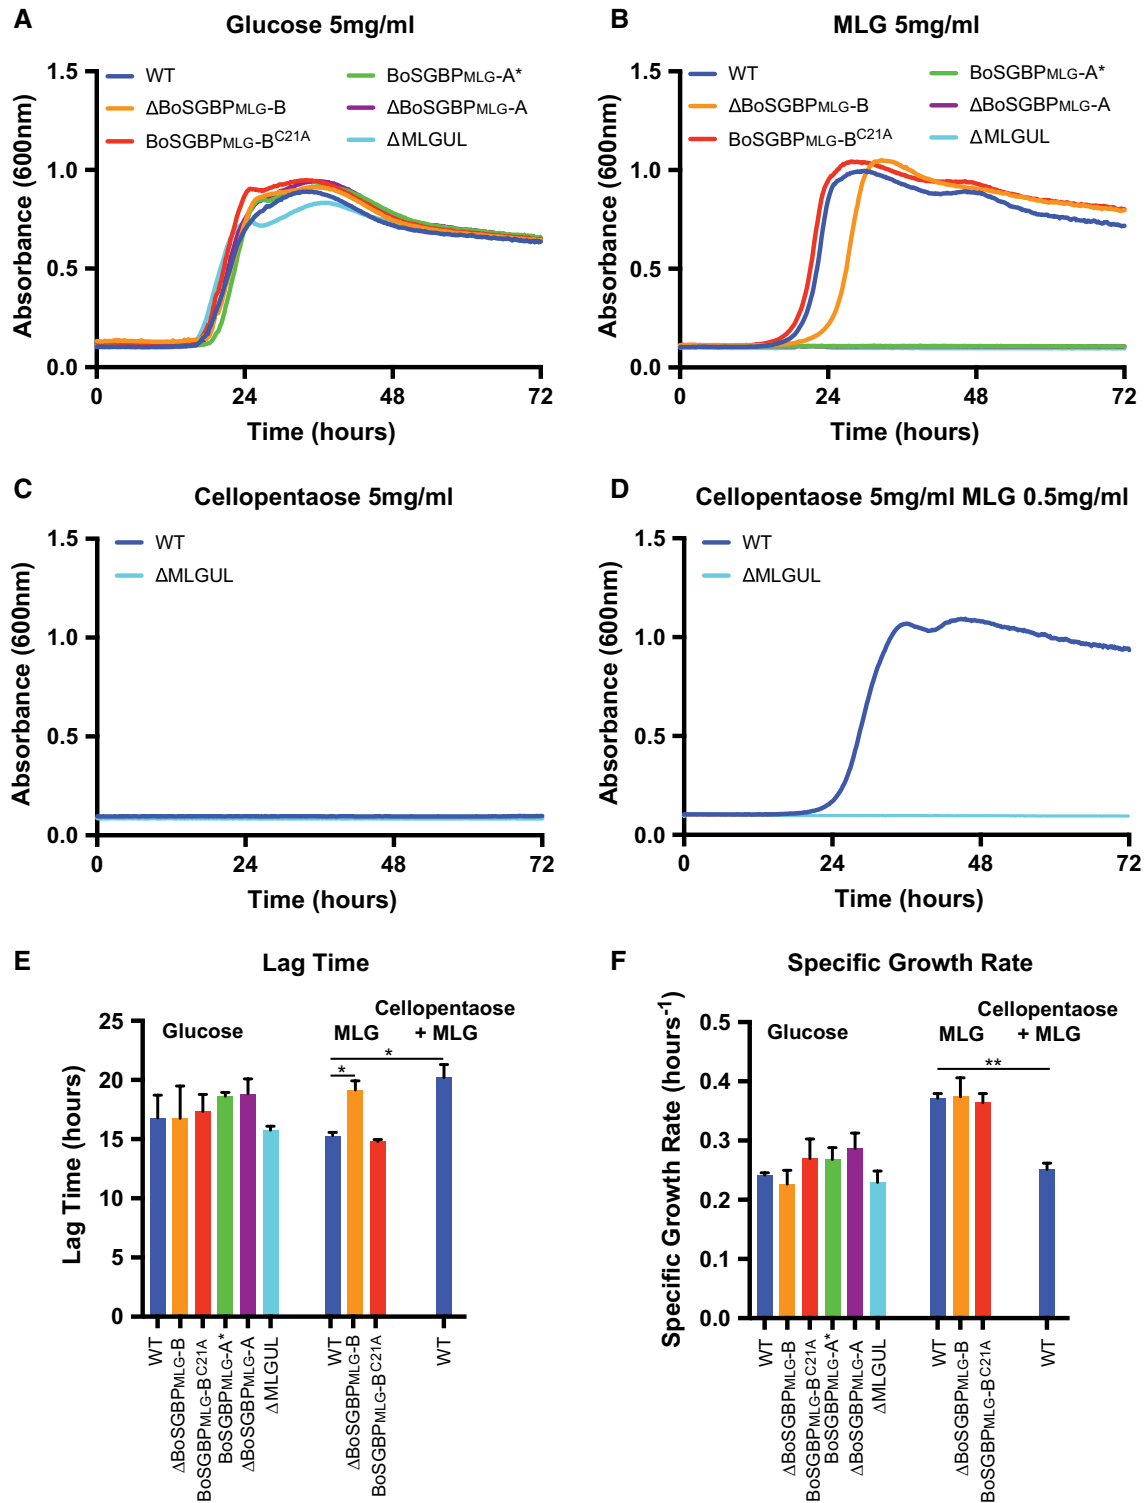 A
Glucose 5mg/ml
WT
ΔBoSGBPMLG-B
BoSGBPMLG-B^C21A
BoSGBPMLG-A*
ΔBoSGBPMLG-A
ΔMLGUL
Absorbance (600nm)
1.5
1.0
0.5
0.0
0 24 48 72
Time (hours)
B
MLG 5mg/ml
WT
ΔBoSGBPMLG-B
BoSGBPMLG-B^C21A
BoSGBPMLG-A*
ΔBoSGBPMLG-A
ΔMLGUL
Absorbance (600nm)
1.5
1.0
0.5
0.0
0 24 48 72
Time (hours)
C
Cellopentaose 5mg/ml
WT
ΔMLGUL
Absorbance (600nm)
1.5
1.0
0.5
0.0
0 24 48 72
Time (hours)
D
Cellopentaose 5mg/ml MLG 0.5mg/ml
WT
ΔMLGUL
Absorbance (600nm)
1.5
1.0
0.5
0.0
0 24 48 72
Time (hours)
E
Lag Time
Glucose
MLG
Cellopentaose
+ MLG
*
*
Lag Time (hours)
25
20
15
10
5
0
WT
ΔBoSGBPMLG-B
BoSGBPMLG-B^C21A
BoSGBPMLG-A*
ΔBoSGBPMLG-A
ΔMLGUL
WT
ΔBoSGBPMLG-B
BoSGBPMLG-B^C21A
WT
F
Specific Growth Rate
Glucose
MLG
Cellopentaose
+ MLG
**
Specific Growth Rate (hours^-1)
0.5
0.4
0.3
0.2
0.1
0.0
WT
ΔBoSGBPMLG-B
BoSGBPMLG-B^C21A
BoSGBPMLG-A*
ΔBoSGBPMLG-A
ΔMLGUL
WT
ΔBoSGBPMLG-B
BoSGBPMLG-B^C21A
WT